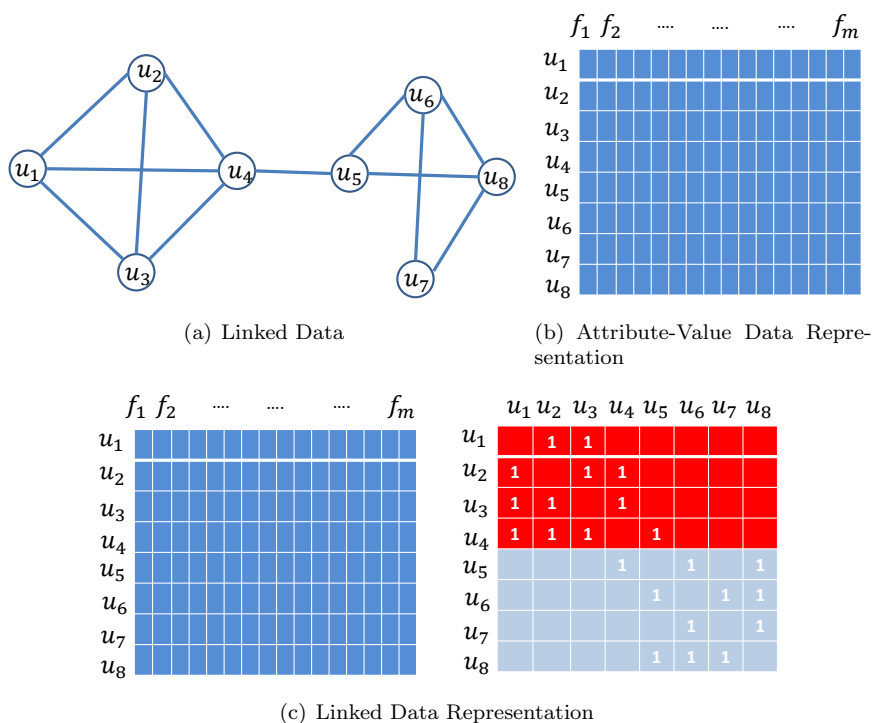 u₂
u₆
u₁
u₄
u₅
u₈
u₃
u₇
(a) Linked Data
f₁ f₂ .... .... .... fₘ
u₁
u₂
u₃
u₄
u₅
u₆
u₇
u₈
(b) Attribute-Value Data Repre-
sentation
f₁ f₂ .... .... .... fₘ
u₁
u₂
u₃
u₄
u₅
u₆
u₇
u₈
u₁ u₂ u₃ u₄ u₅ u₆ u₇ u₈
u₁ 1 1
u₂ 1 1 1
u₃ 1 1 1
u₄ 1 1 1 1
u₅ 1 1 1
u₆ 1 1 1
u₇ 1 1
u₈ 1 1 1
(c) Linked Data Representation